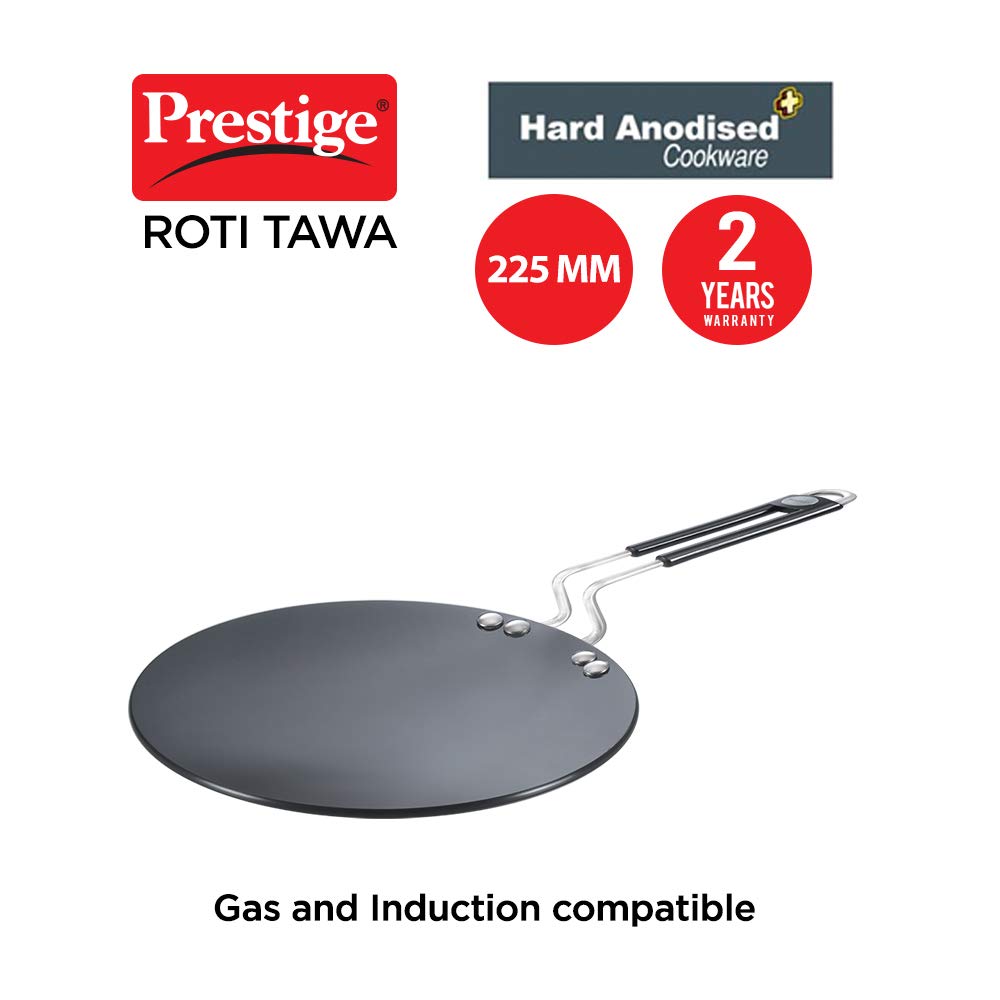 Prestige®
ROTI TAWA
Hard Anodised+
Cookware
225 MM
2
YEARS
WARRANTY
Gas and Induction compatible